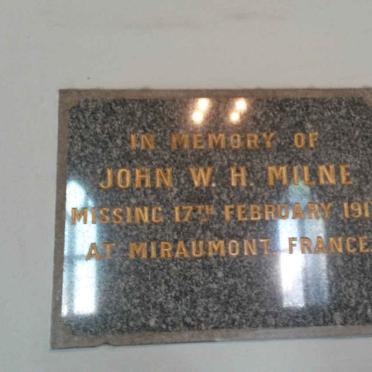 IN MEMORY OF
JOHN W. H. MILNE
MISSING 17TH FEBRUARY 191
AT MIRAUMONT. FRANCE